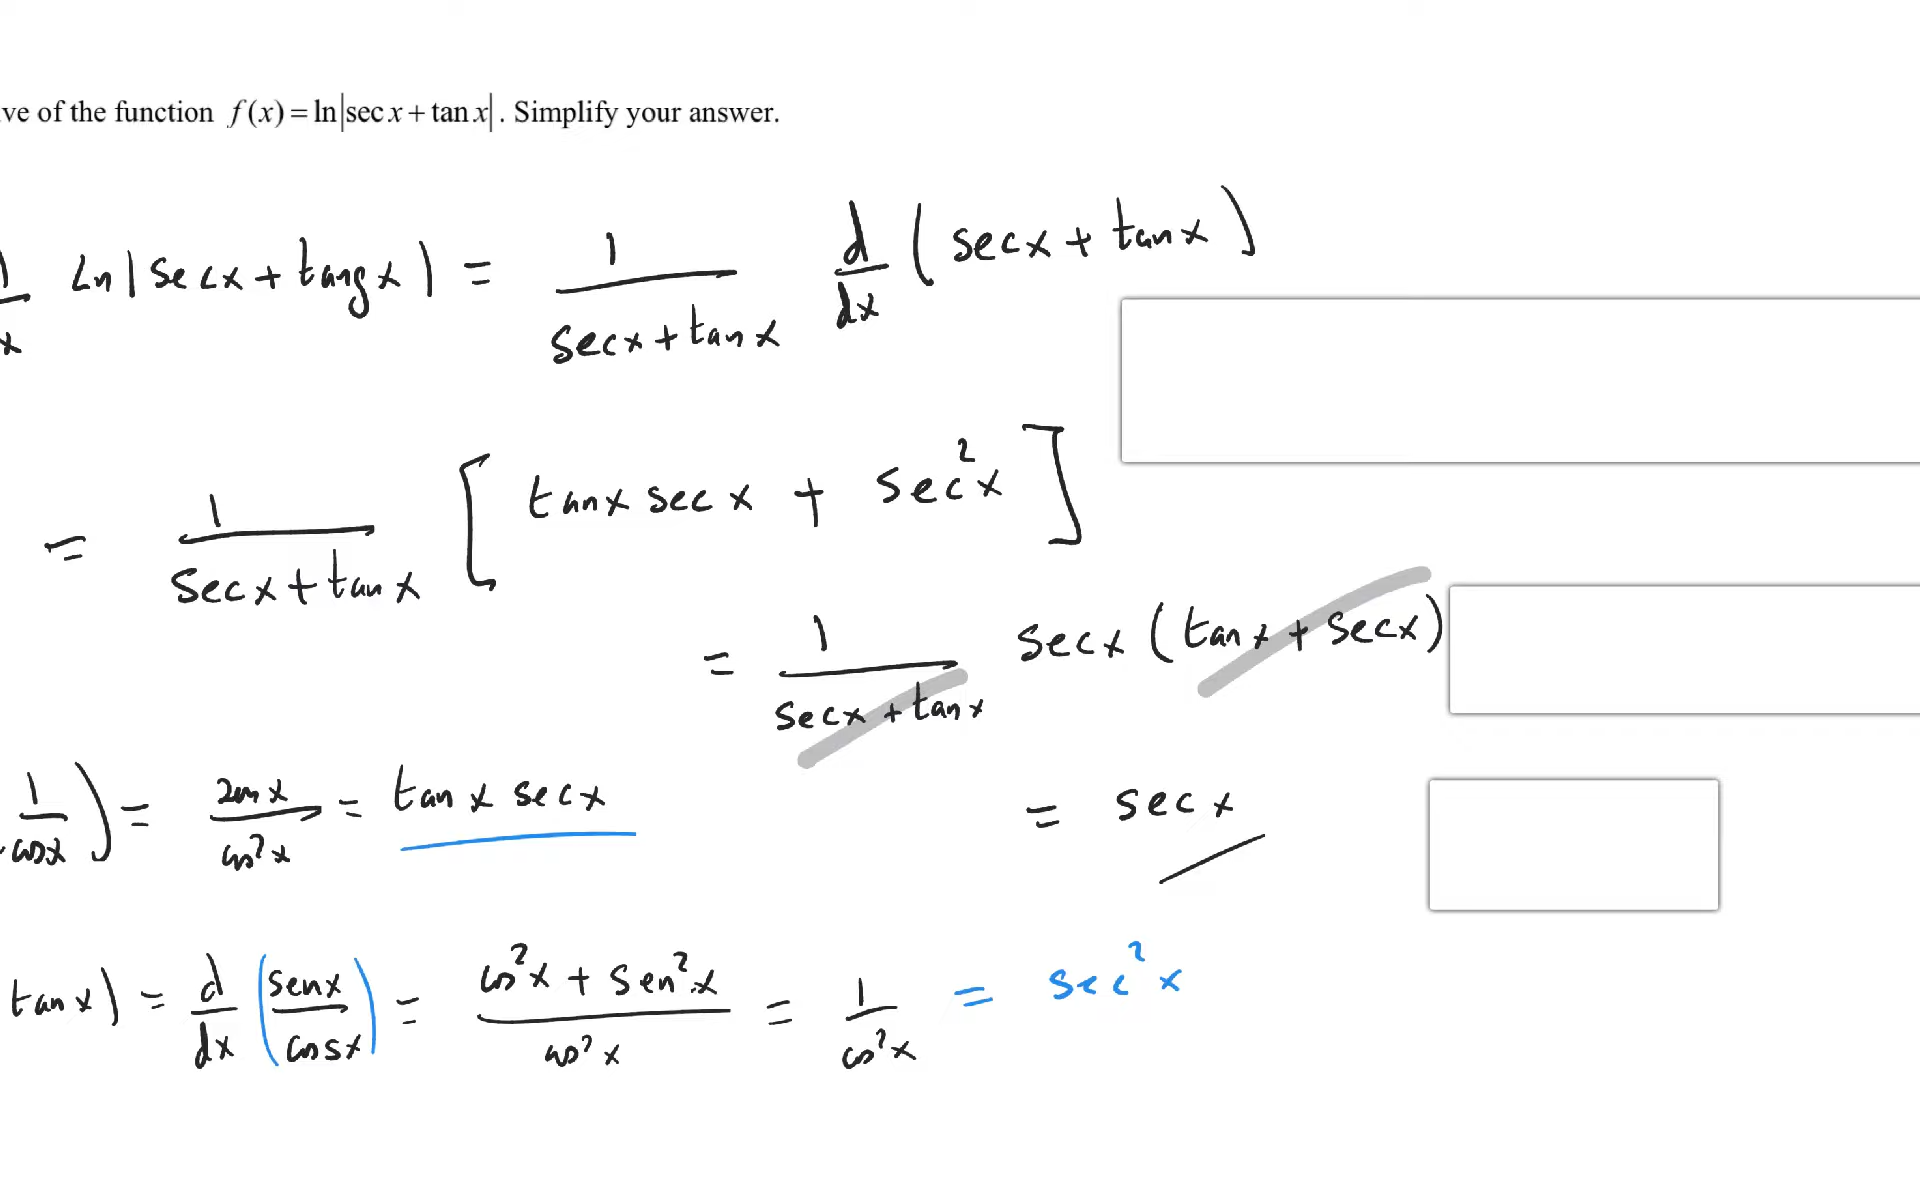 ve of the function f(x) = ln|sec x + tan x|. Simplify your answer.
Ln|secx + tangx| = 1/(secx + tanx) d/dx (secx + tanx)
= 1/(secx + tanx) [tanx secx + sec²x]
= 1/(secx + tanx) secx (tanx + secx)
1/cosx) = /cos²x = tanx secx
= secx
tanx) = d/dx (senx/cosx) = (cos²x + sen²x)/cos²x = 1/cos²x = sec²x